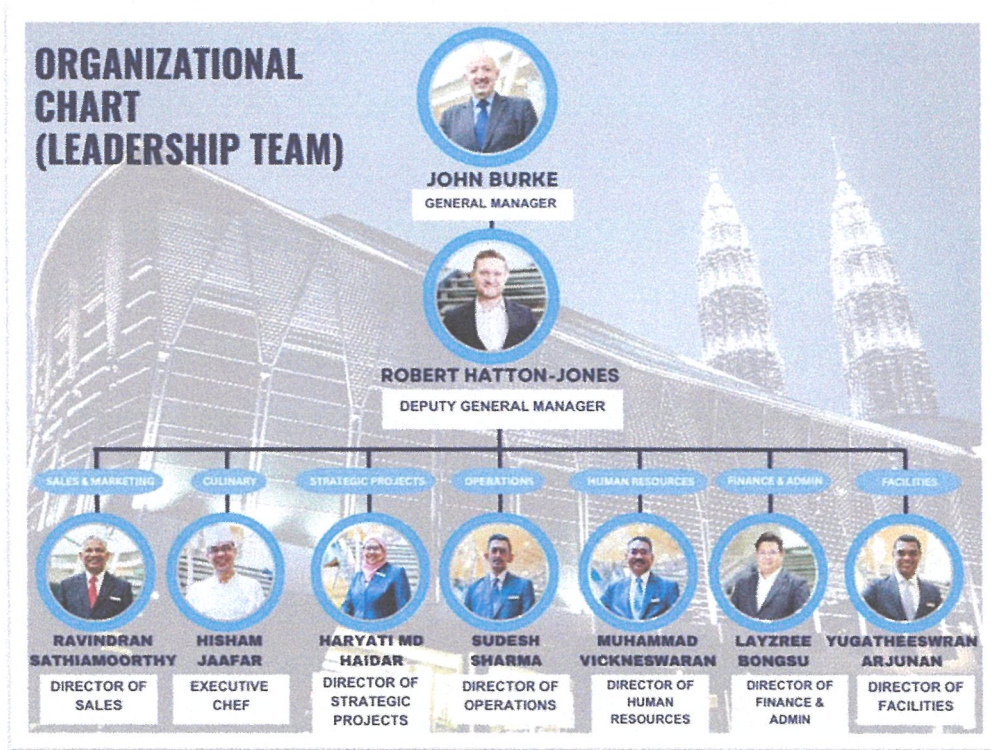 ORGANIZATIONAL
CHART
(LEADERSHIP TEAM)
JOHN BURKE
GENERAL MANAGER
ROBERT HATTON-JONES
DEPUTY GENERAL MANAGER
SALES & MARKETING
CULINARY
STRATEGIC PROJECTS
OPERATIONS
HUMAN RESOURCES
FINANCE & ADMIN
FACILITIES
RAVINDRAN
SATHIAMOORTHY
DIRECTOR OF
SALES
HISHAM
JAAFAR
EXECUTIVE
CHEF
HARYATI MD
HAIDAR
DIRECTOR OF
STRATEGIC
PROJECTS
SUDESH
SHARMA
DIRECTOR OF
OPERATIONS
MUHAMMAD
VICKNESWARAN
DIRECTOR OF
HUMAN
RESOURCES
LAYZREE
BONGSU
DIRECTOR OF
FINANCE &
ADMIN
YUGATHEESWRAN
ARJUNAN
DIRECTOR OF
FACILITIES